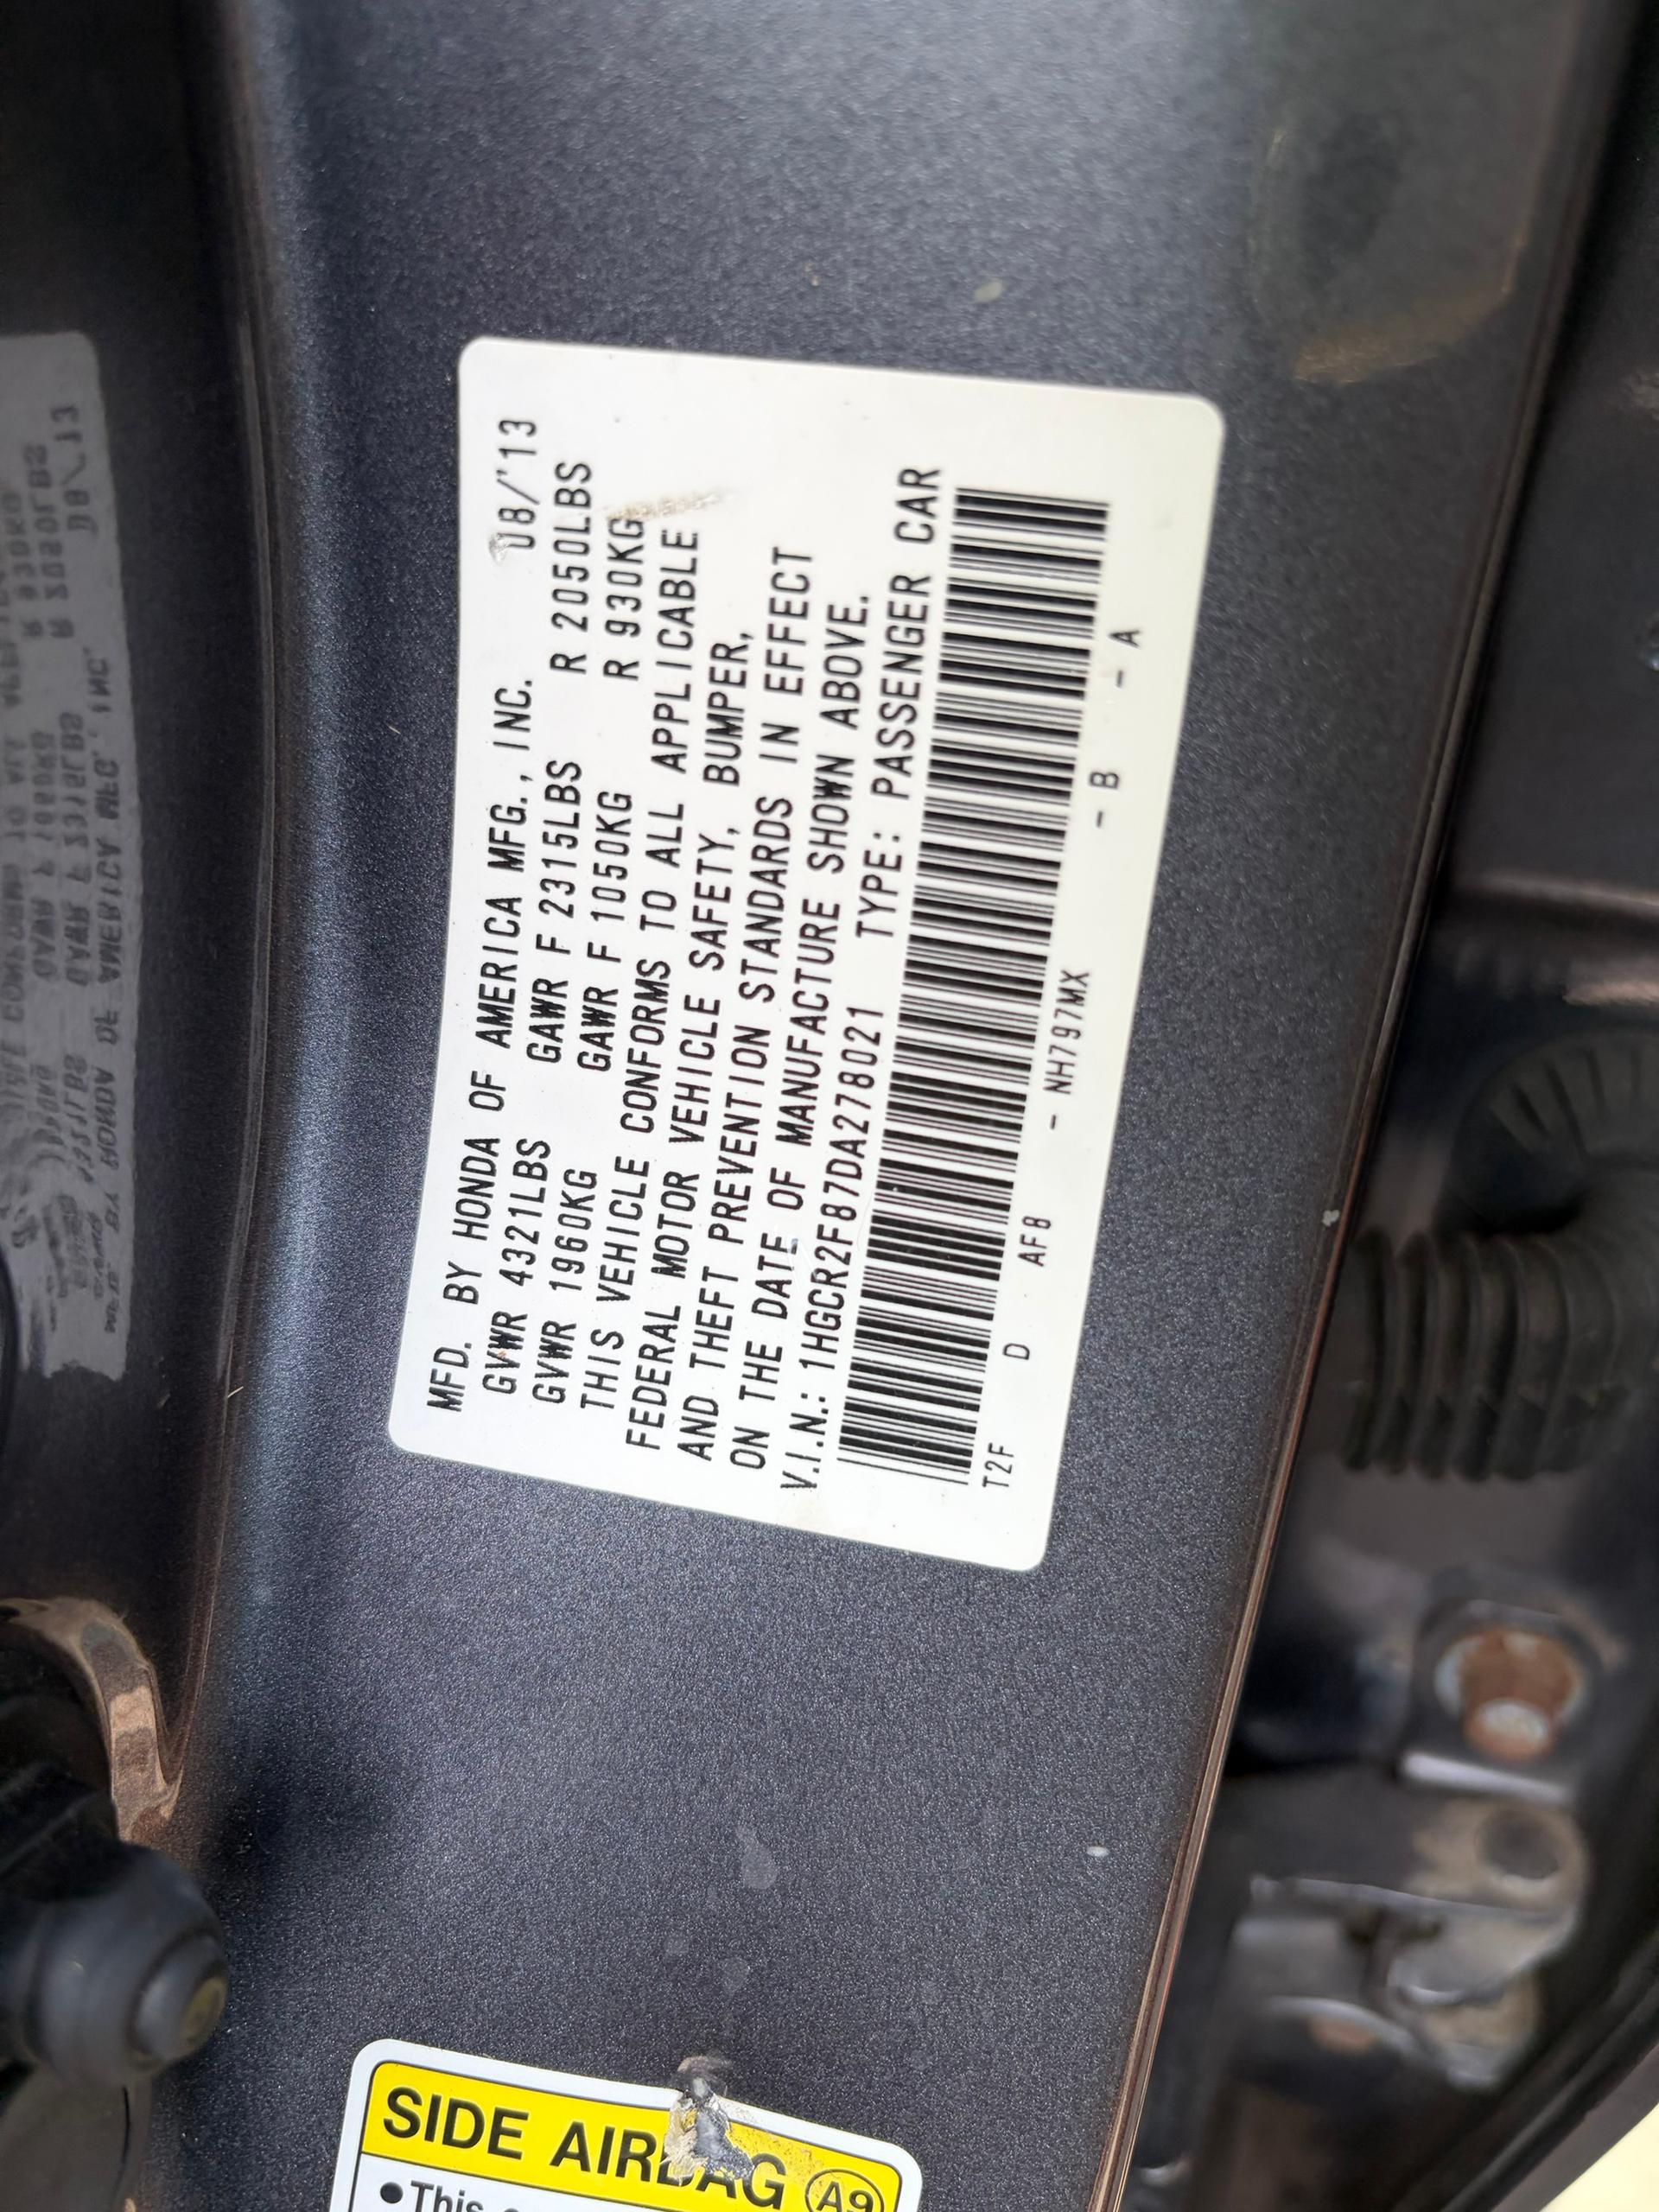 MFD. BY HONDA OF AMERICA MFG., INC. 08/'13
GVWR 4321LBS GAWR F 2315LBS R 2050LBS
GVWR 1960KG GAWR F 1050KG R 930KG
THIS VEHICLE CONFORMS TO ALL APPLICABLE
FEDERAL MOTOR VEHICLE SAFETY, BUMPER,
AND THEFT PREVENTION STANDARDS IN EFFECT
ON THE DATE OF MANUFACTURE SHOWN ABOVE.
V.I.N.: 1HGCR2F87DA278021 TYPE: PASSENGER CAR
T2F D AF8 - NH797MX - B - A
SIDE AIRBAG A9
•This